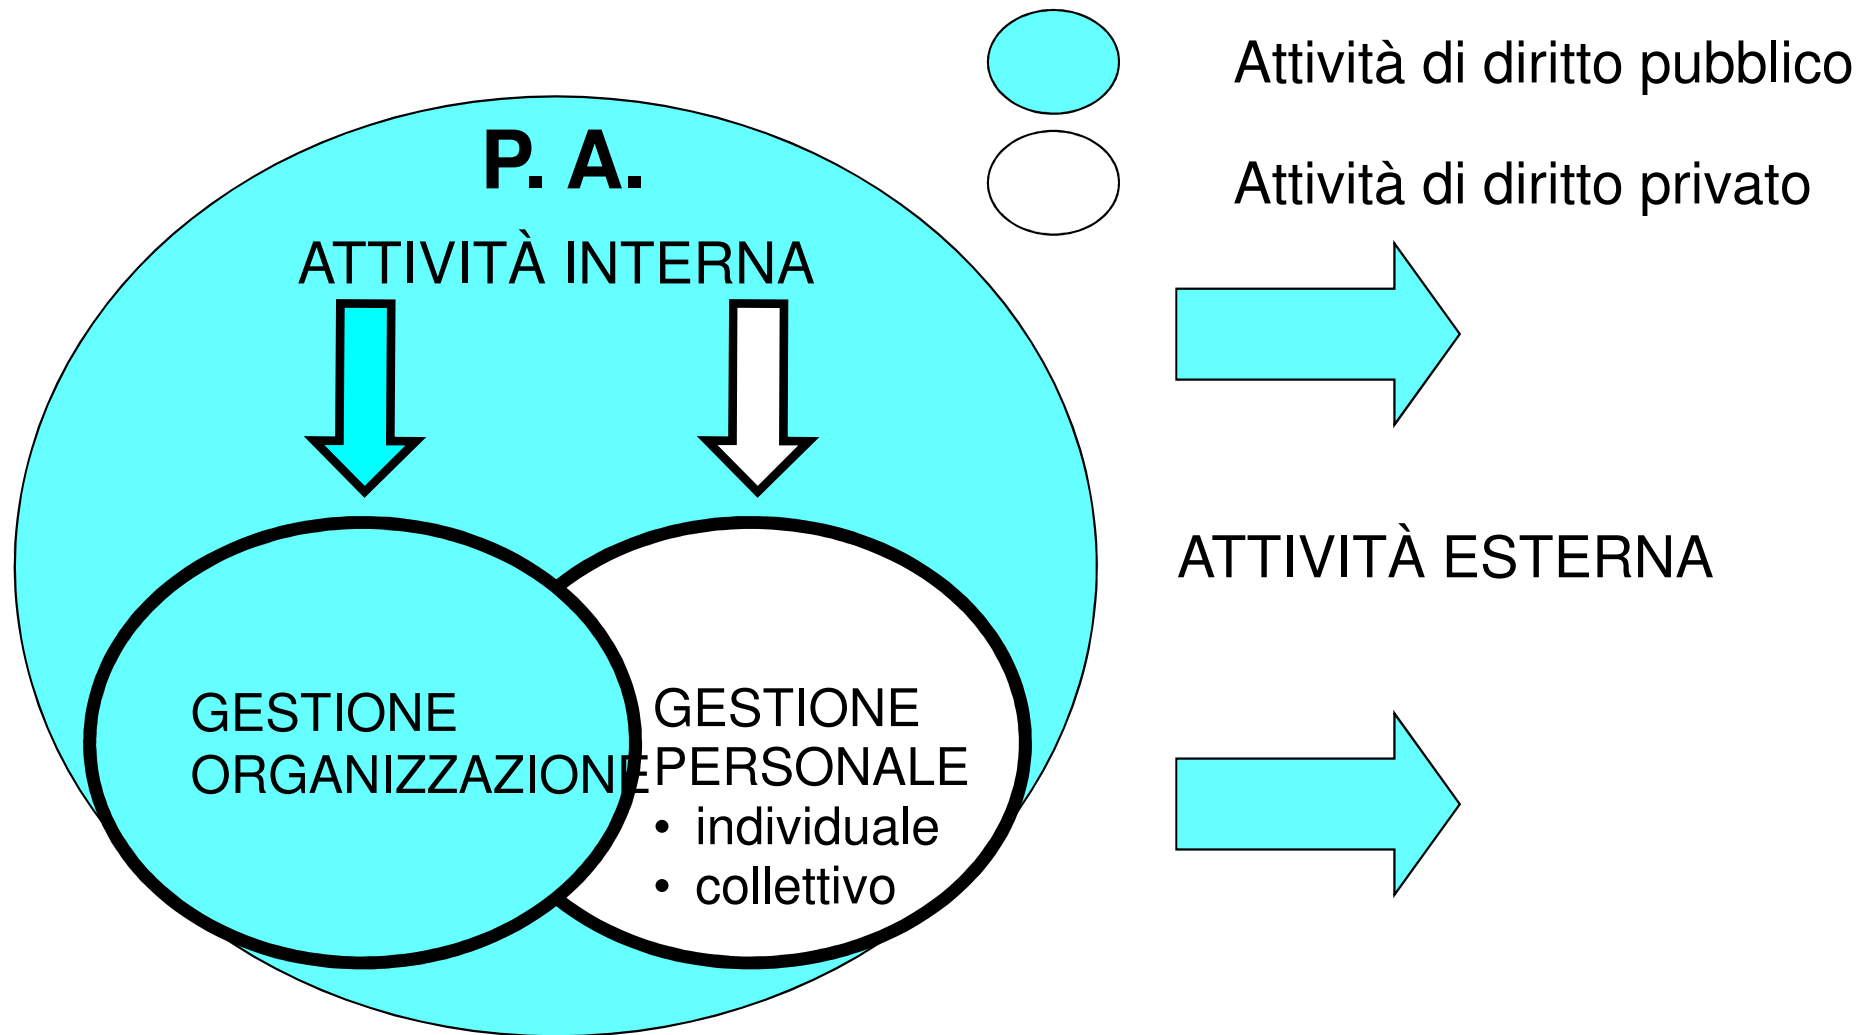 Attività di diritto pubblico
Attività di diritto privato
P. A.
ATTIVITÀ INTERNA
ATTIVITÀ ESTERNA
GESTIONE
ORGANIZZAZIONE
GESTIONE
PERSONALE
• individuale
• collettivo